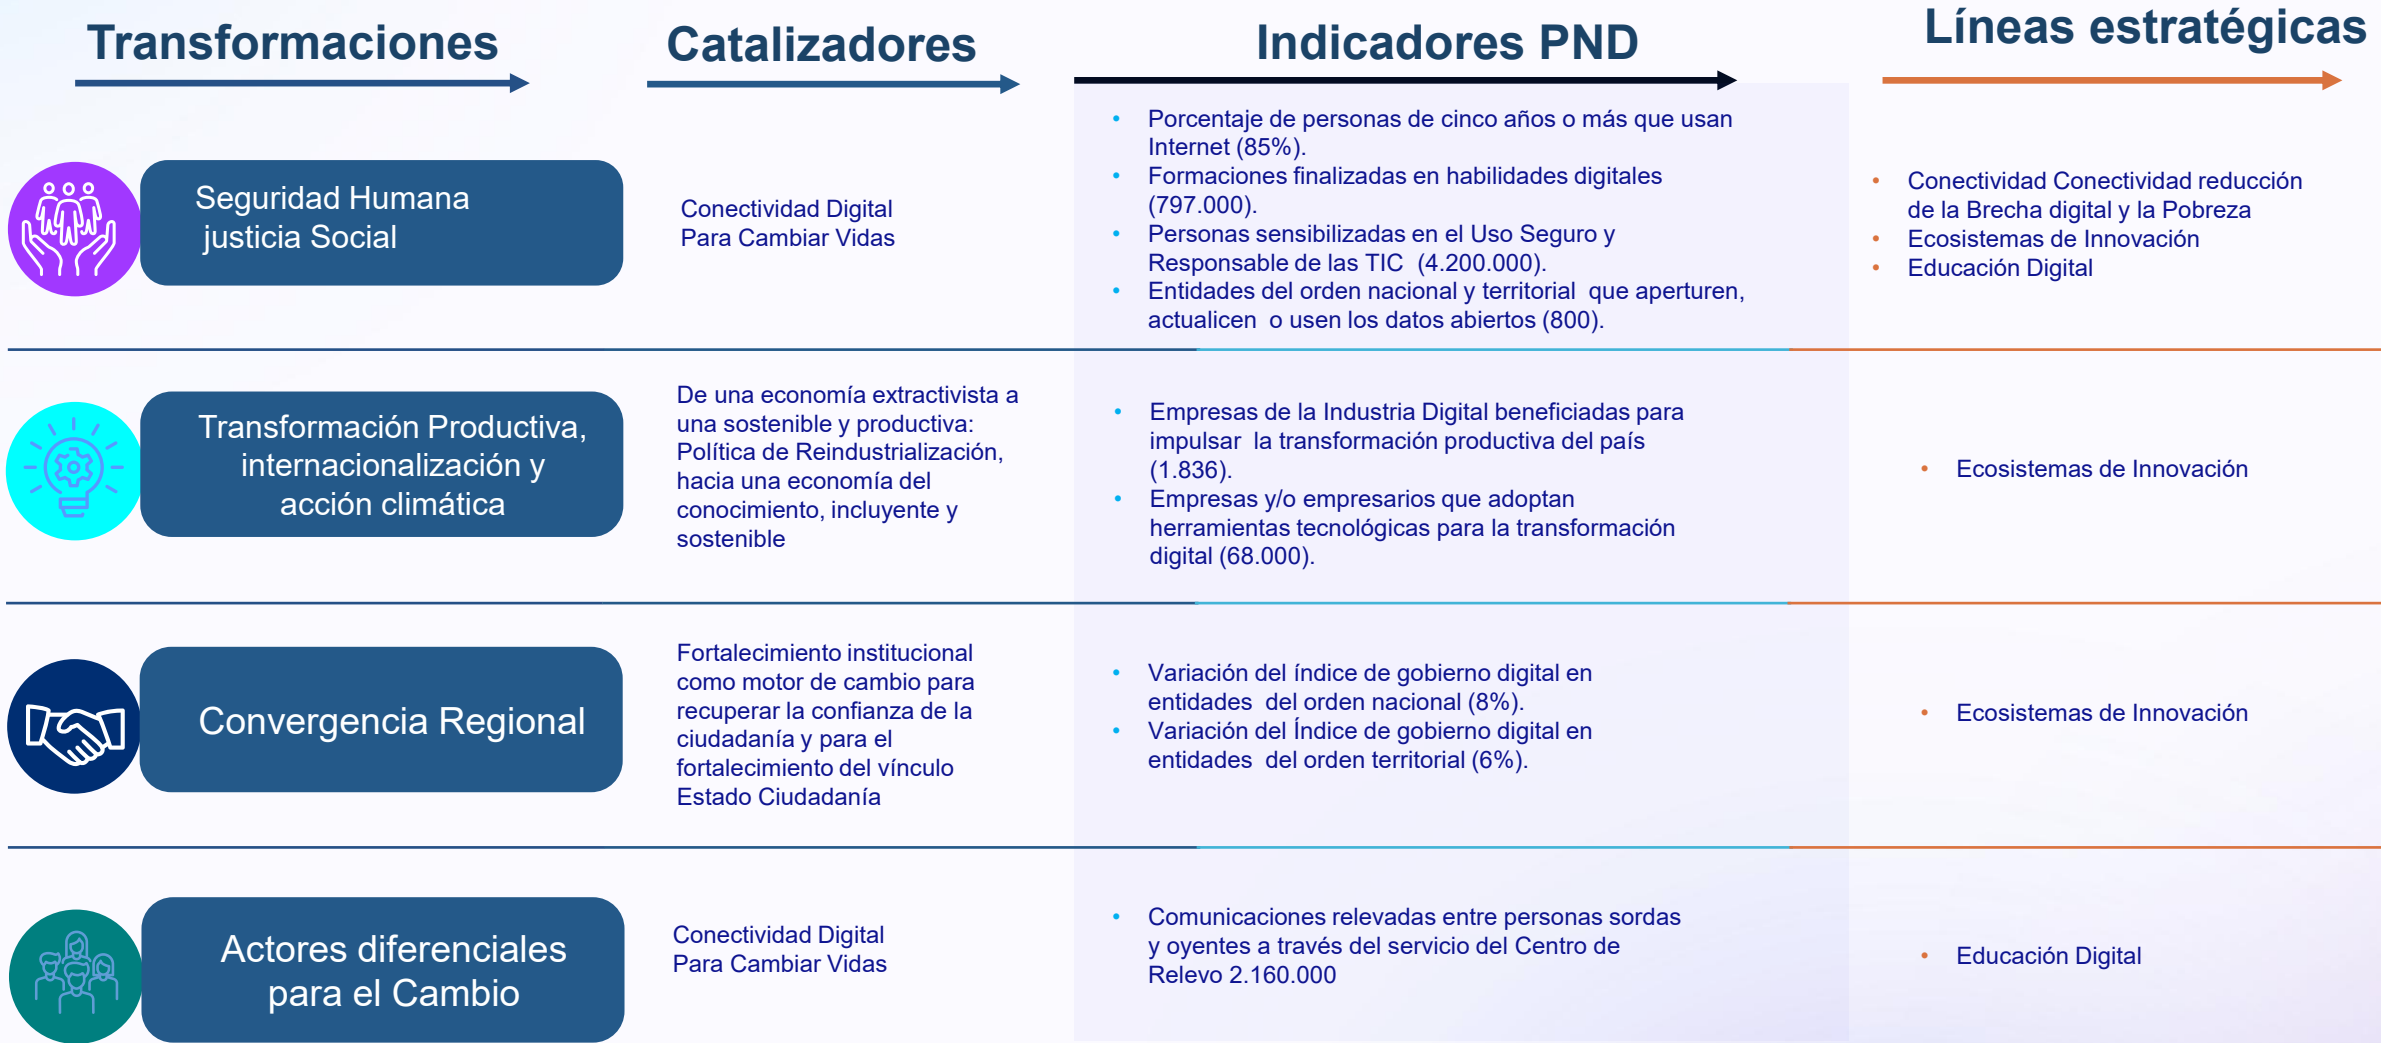 Transformaciones
Catalizadores
Indicadores PND
Líneas estratégicas
Seguridad Humana
justicia Social
Conectividad Digital
Para Cambiar Vidas
• Porcentaje de personas de cinco años o más que usan
Internet (85%).
• Formaciones finalizadas en habilidades digitales
(797.000).
• Personas sensibilizadas en el Uso Seguro y
Responsable de las TIC (4.200.000).
• Entidades del orden nacional y territorial que aperturen,
actualicen o usen los datos abiertos (800).
• Conectividad Conectividad reducción
de la Brecha digital y la Pobreza
• Ecosistemas de Innovación
• Educación Digital
Transformación Productiva,
internacionalización y
acción climática
De una economía extractivista a
una sostenible y productiva:
Política de Reindustrialización,
hacia una economía del
conocimiento, incluyente y
sostenible
• Empresas de la Industria Digital beneficiadas para
impulsar la transformación productiva del país
(1.836).
• Empresas y/o empresarios que adoptan
herramientas tecnológicas para la transformación
digital (68.000).
• Ecosistemas de Innovación
Convergencia Regional
Fortalecimiento institucional
como motor de cambio para
recuperar la confianza de la
ciudadanía y para el
fortalecimiento del vínculo
Estado Ciudadanía
• Variación del índice de gobierno digital en
entidades del orden nacional (8%).
• Variación del Índice de gobierno digital en
entidades del orden territorial (6%).
• Ecosistemas de Innovación
Actores diferenciales
para el Cambio
Conectividad Digital
Para Cambiar Vidas
• Comunicaciones relevadas entre personas sordas
y oyentes a través del servicio del Centro de
Relevo 2.160.000
• Educación Digital